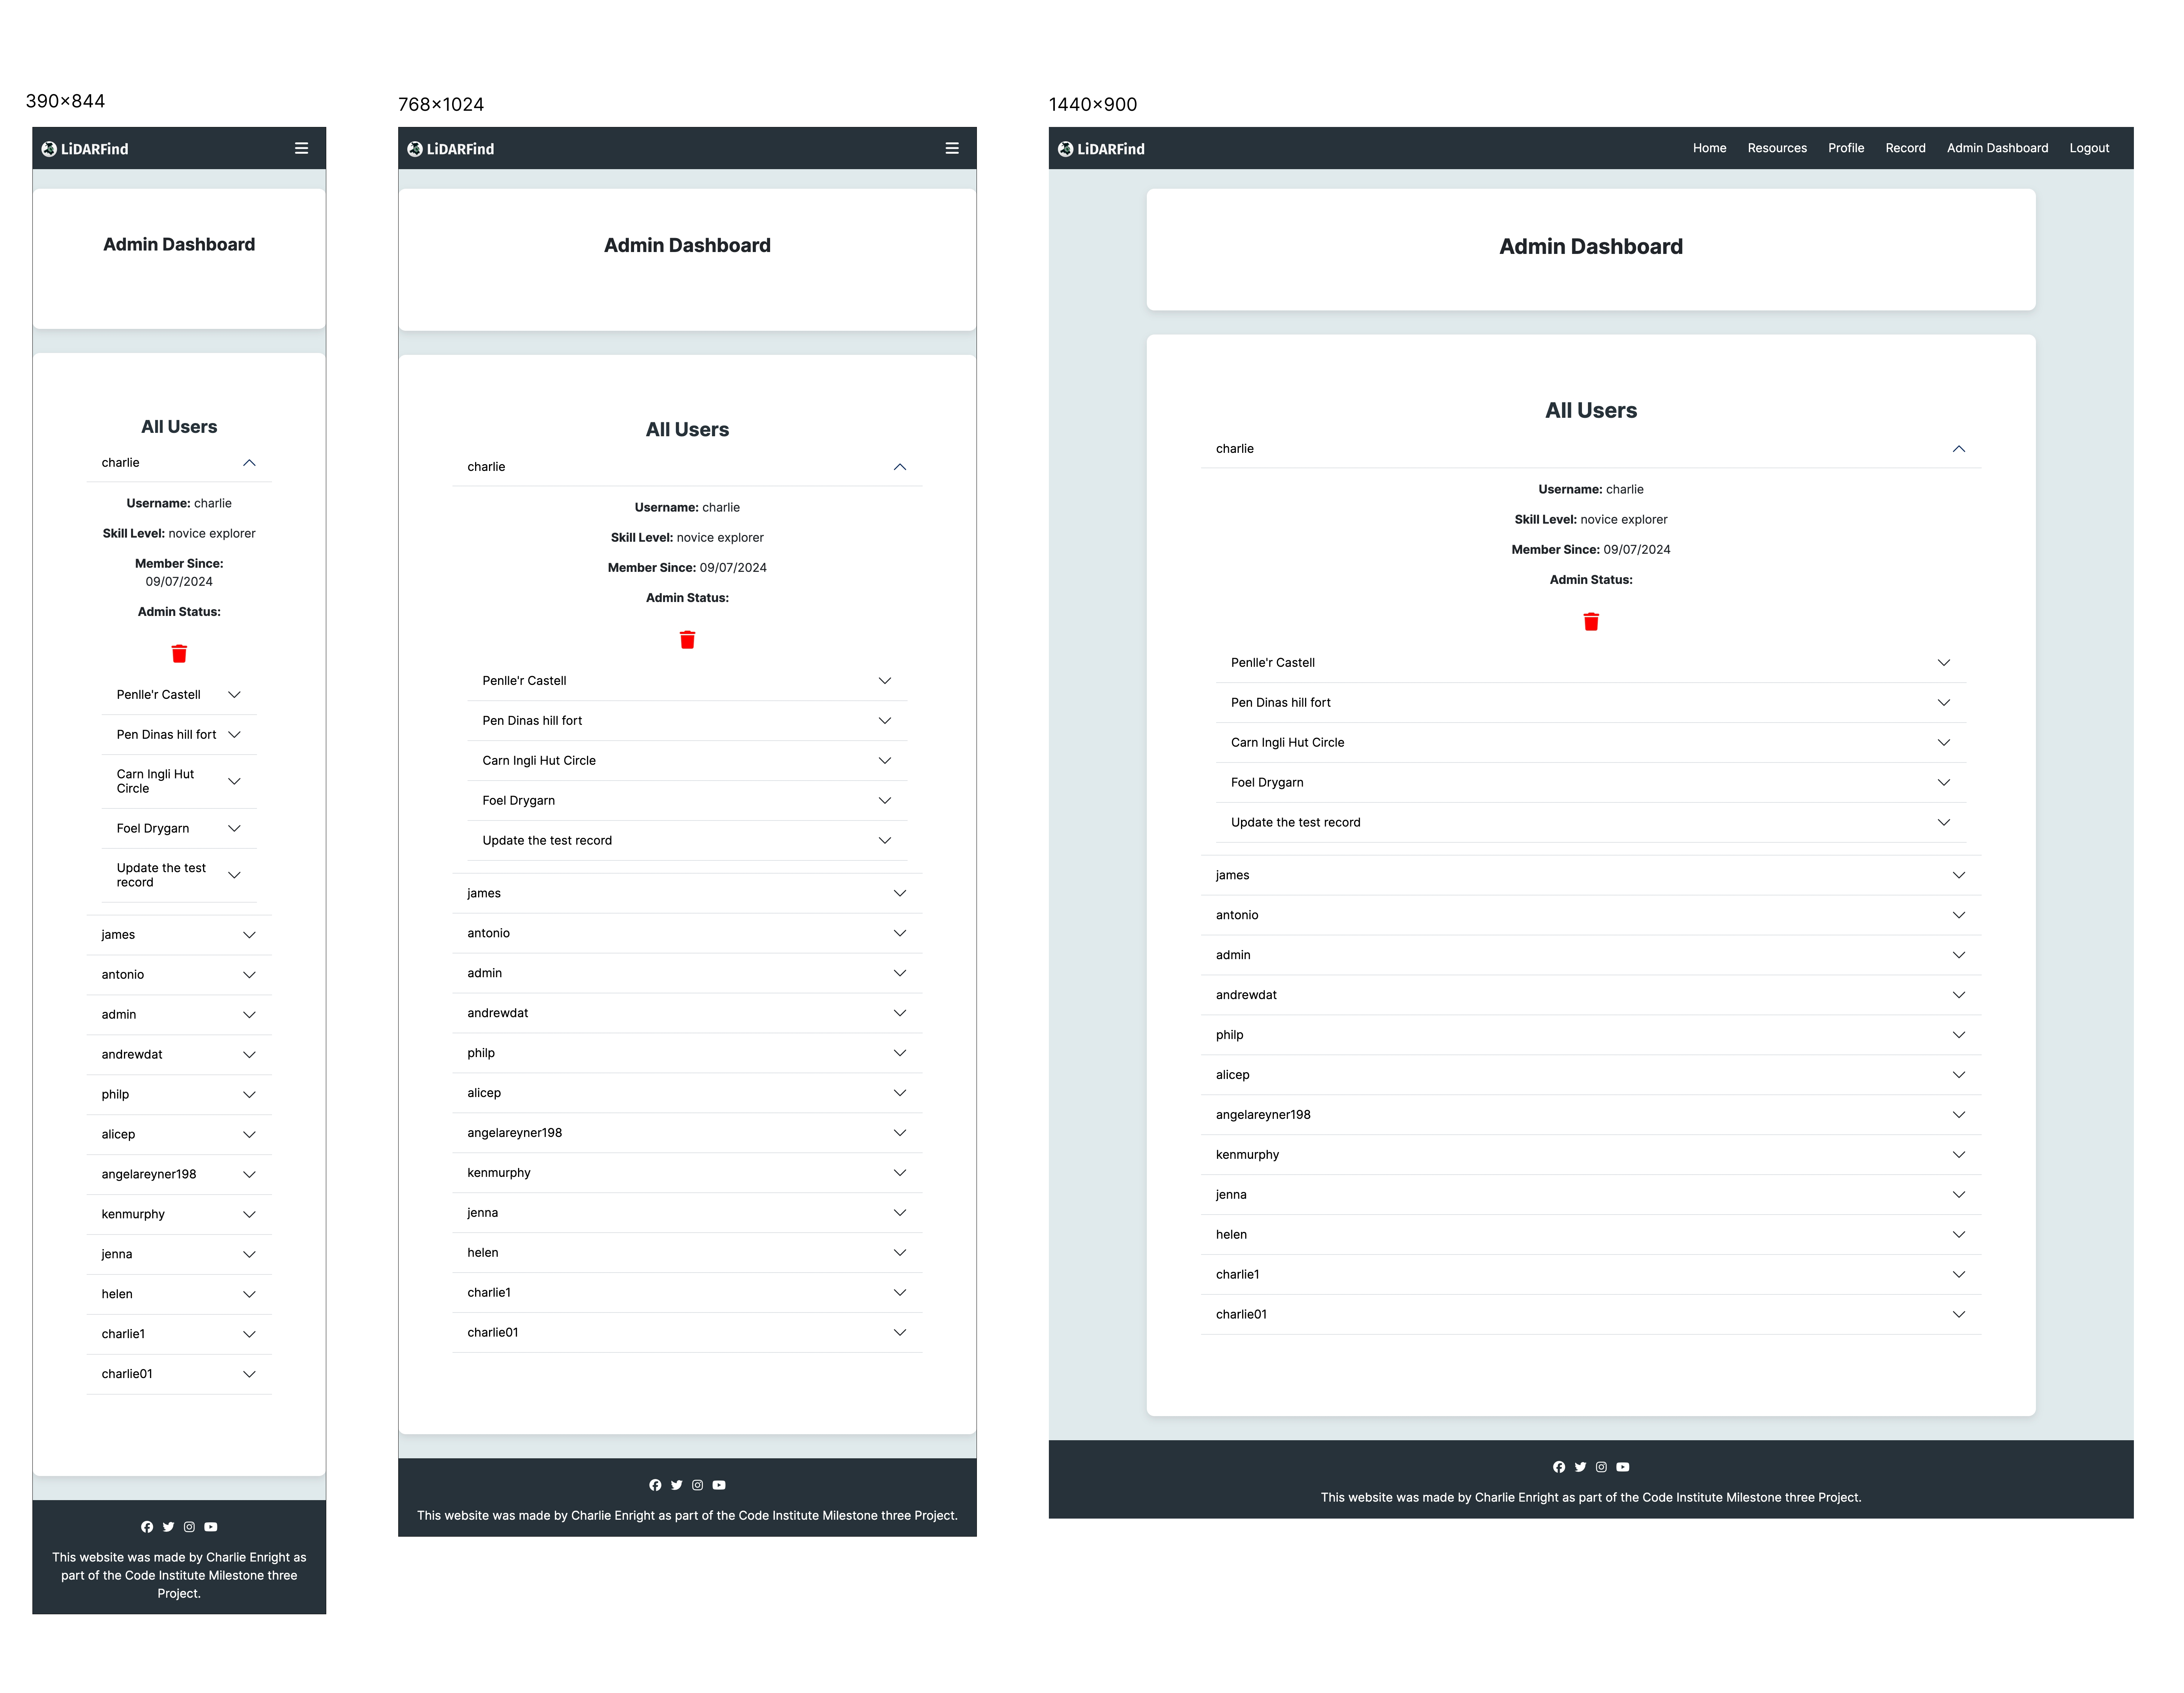 390×844
LiDARFind
Admin Dashboard
All Users
charlie
Username: charlie
Skill Level: novice explorer
Member Since:
09/07/2024
Admin Status:
Penlle'r Castell
Pen Dinas hill fort
Carn Ingli Hut
Circle
Foel Drygarn
Update the test
record
james
antonio
admin
andrewdat
philp
alicep
angelareyner198
kenmurphy
jenna
helen
charlie1
charlie01
This website was made by Charlie Enright as
part of the Code Institute Milestone three
Project.
768×1024
LiDARFind
Admin Dashboard
All Users
charlie
Username: charlie
Skill Level: novice explorer
Member Since: 09/07/2024
Admin Status:
Penlle'r Castell
Pen Dinas hill fort
Carn Ingli Hut Circle
Foel Drygarn
Update the test record
james
antonio
admin
andrewdat
philp
alicep
angelareyner198
kenmurphy
jenna
helen
charlie1
charlie01
This website was made by Charlie Enright as part of the Code Institute Milestone three Project.
1440×900
LiDARFind Home Resources Profile Record Admin Dashboard Logout
Admin Dashboard
All Users
charlie
Username: charlie
Skill Level: novice explorer
Member Since: 09/07/2024
Admin Status:
Penlle'r Castell
Pen Dinas hill fort
Carn Ingli Hut Circle
Foel Drygarn
Update the test record
james
antonio
admin
andrewdat
philp
alicep
angelareyner198
kenmurphy
jenna
helen
charlie1
charlie01
This website was made by Charlie Enright as part of the Code Institute Milestone three Project.